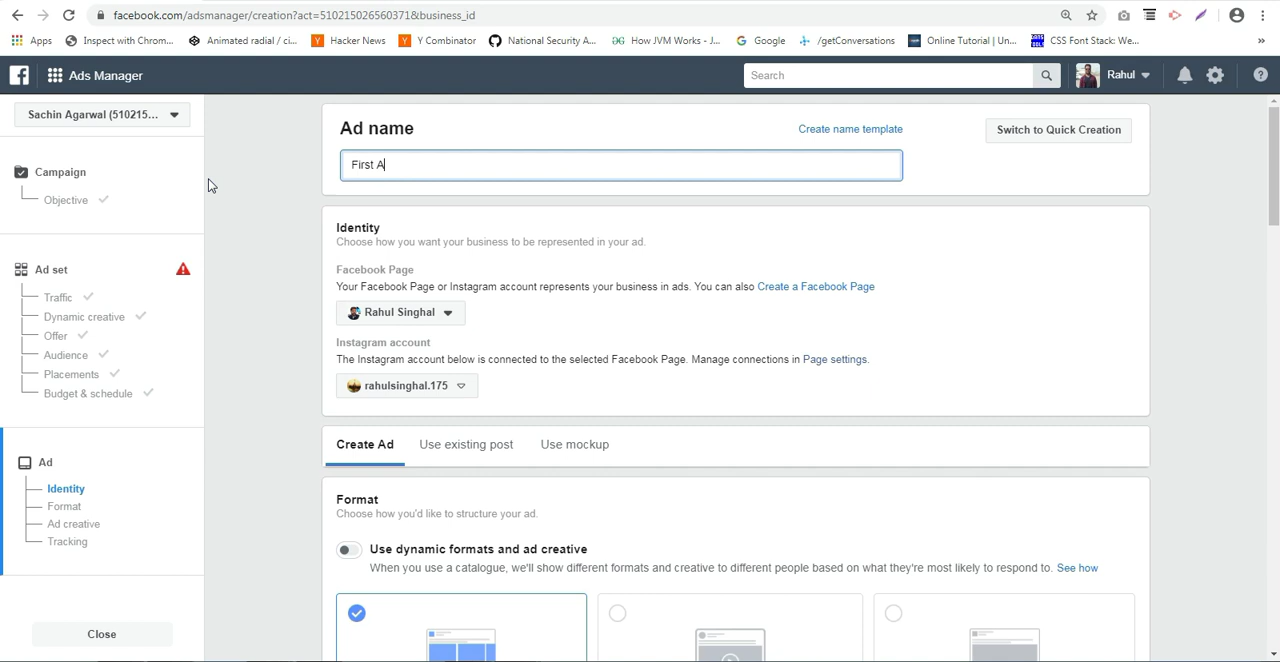 facebook.com/adsmanager/creation?act=510215026560371&business_id
Apps
Inspect with Chrom...
Animated radial / ci...
Hacker News
Y Combinator
National Security A...
How JVM Works - J...
Google
/getConversations
Online Tutorial | Un...
CSS Font Stack: We...
»
Ads Manager
Search
Rahul
Sachin Agarwal (510215...
Campaign
Objective
Ad set
Traffic
Dynamic creative
Offer
Audience
Placements
Budget & schedule
Ad
Identity
Format
Ad creative
Tracking
Close
Ad name
Create name template
Switch to Quick Creation
First A
Identity
Choose how you want your business to be represented in your ad.
Facebook Page
Your Facebook Page or Instagram account represents your business in ads. You can also Create a Facebook Page
Rahul Singhal
Instagram account
The Instagram account below is connected to the selected Facebook Page. Manage connections in Page settings.
rahulsinghal.175
Create Ad
Use existing post
Use mockup
Format
Choose how you'd like to structure your ad.
Use dynamic formats and ad creative
When you use a catalogue, we'll show different formats and creative to different people based on what they're most likely to respond to. See how